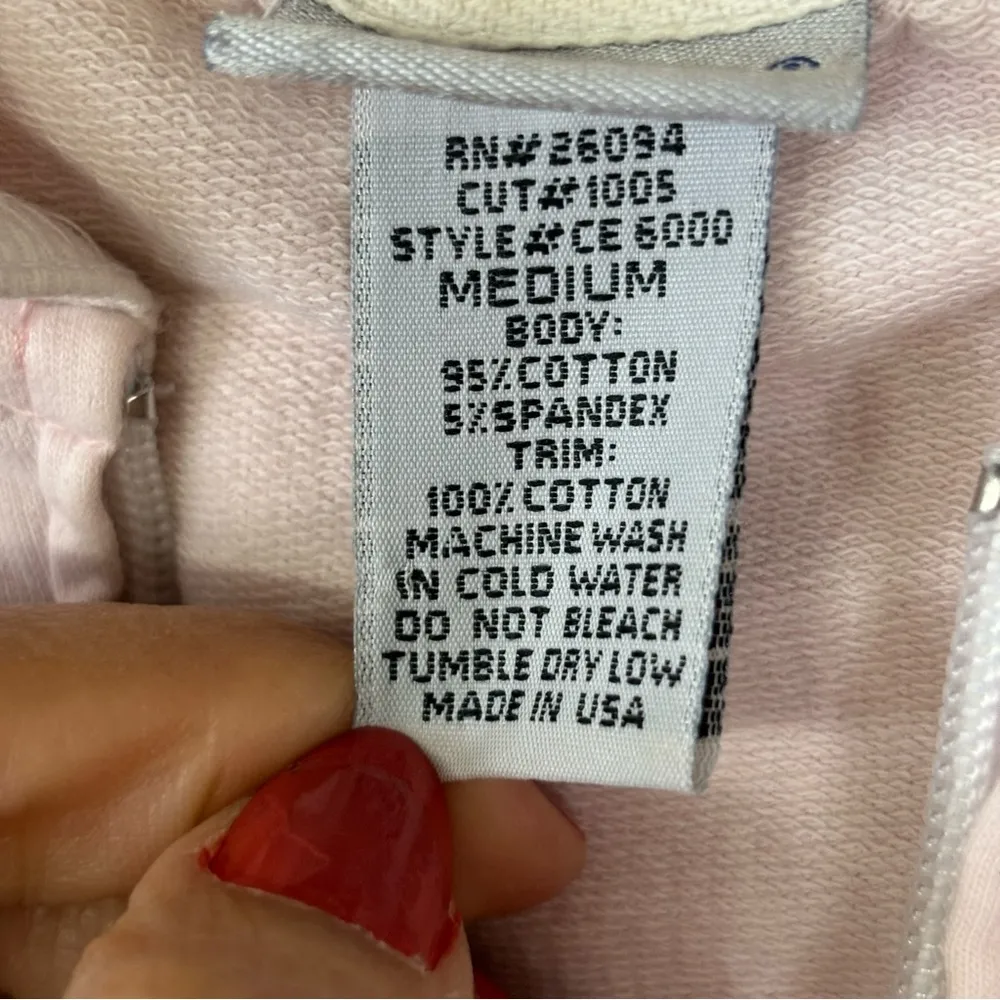 RN#26094
CUT#1005
STYLE#CE 6000
MEDIUM
BODY:
95%COTTON
5%SPANDEX
TRIM:
100% COTTON
MACHINE WASH
IN COLD WATER
DO NOT BLEACH
TUMBLE DRY LOW
MADE IN USA